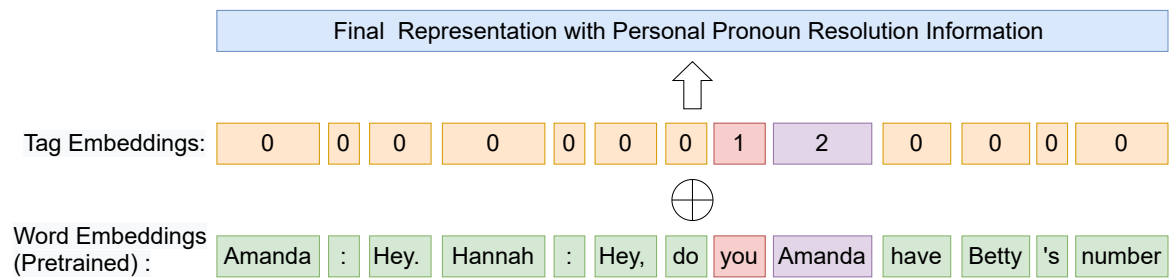 Final Representation with Personal Pronoun Resolution Information
Tag Embeddings: 0 0 0 0 0 0 0 1 2 0 0 0 0
Word Embeddings
(Pretrained) : Amanda : Hey. Hannah : Hey, do you Amanda have Betty 's number